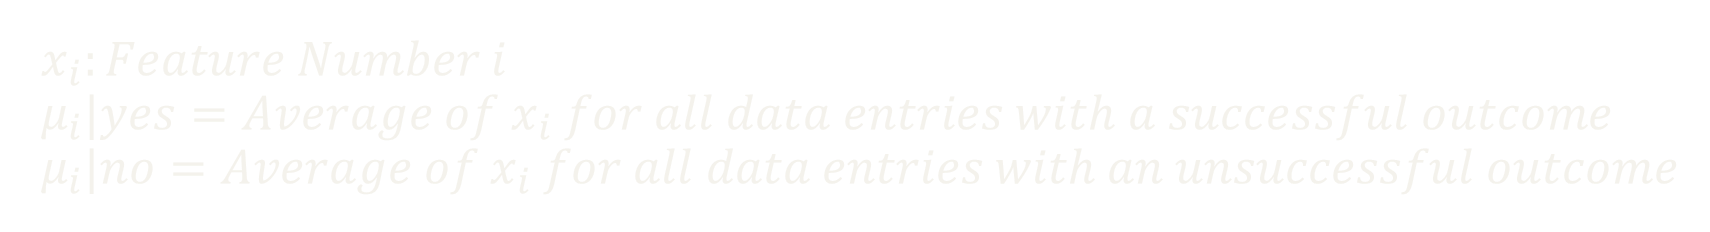 x_i: Feature Number i
μ_i|yes = Average of x_i for all data entries with a successful outcome
μ_i|no = Average of x_i for all data entries with an unsuccessful outcome